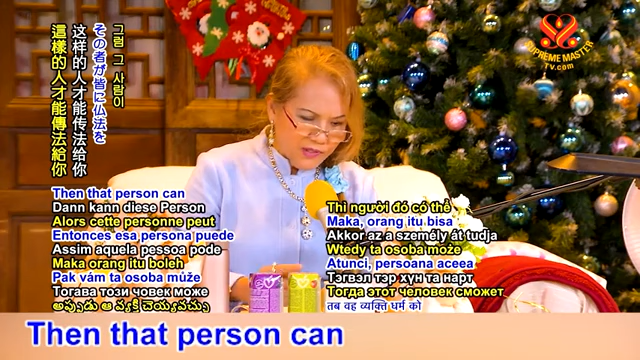 SUPREME MASTER
TV.com
그럼 그 사람이
その者が皆に仏法を
这样的人才能传法给你
這樣的人才能傳法給你
Then that person can
Dann kann diese Person
Alors cette personne peut
Entonces esa persona puede
Assim aquela pessoa pode
Maka orang itu boleh
Pak vám ta osoba může
Тогава този човек може
అప్పుడు ఆ వ్యక్తి చెయ్యవచ్చు
Thì người đó có thể
Maka, orang itu bisa
Akkor az a személy át tudja
Wtedy ta osoba może
Atunci, persoana aceea
Тэгвэл тэр хүн та нарт
Тогда этот человек сможет
तब वह व्यक्ति धर्म को
Then that person can